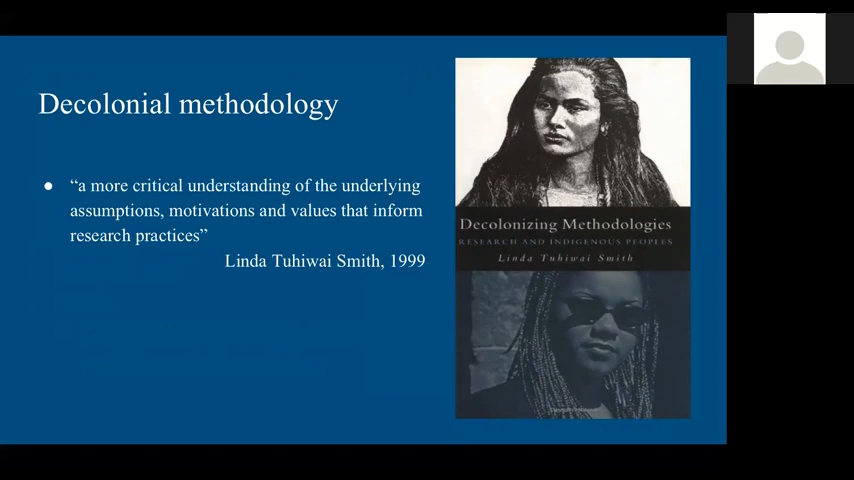 Decolonial methodology
● “a more critical understanding of the underlying
assumptions, motivations and values that inform
research practices”
Linda Tuhiwai Smith, 1999
Decolonizing Methodologies
RESEARCH AND INDIGENOUS PEOPLES
Linda Tuhiwai Smith